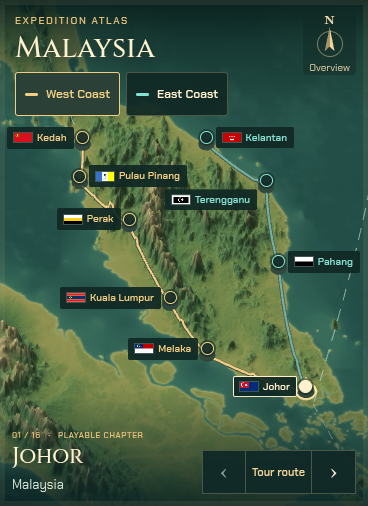 EXPEDITION ATLAS
MALAYSIA
N
Overview
West Coast
East Coast
Kedah
Kelantan
Pulau Pinang
Terengganu
Perak
Pahang
Kuala Lumpur
Melaka
Johor
01 / 16 · PLAYABLE CHAPTER
JOHOR
Malaysia
‹ Tour route ›